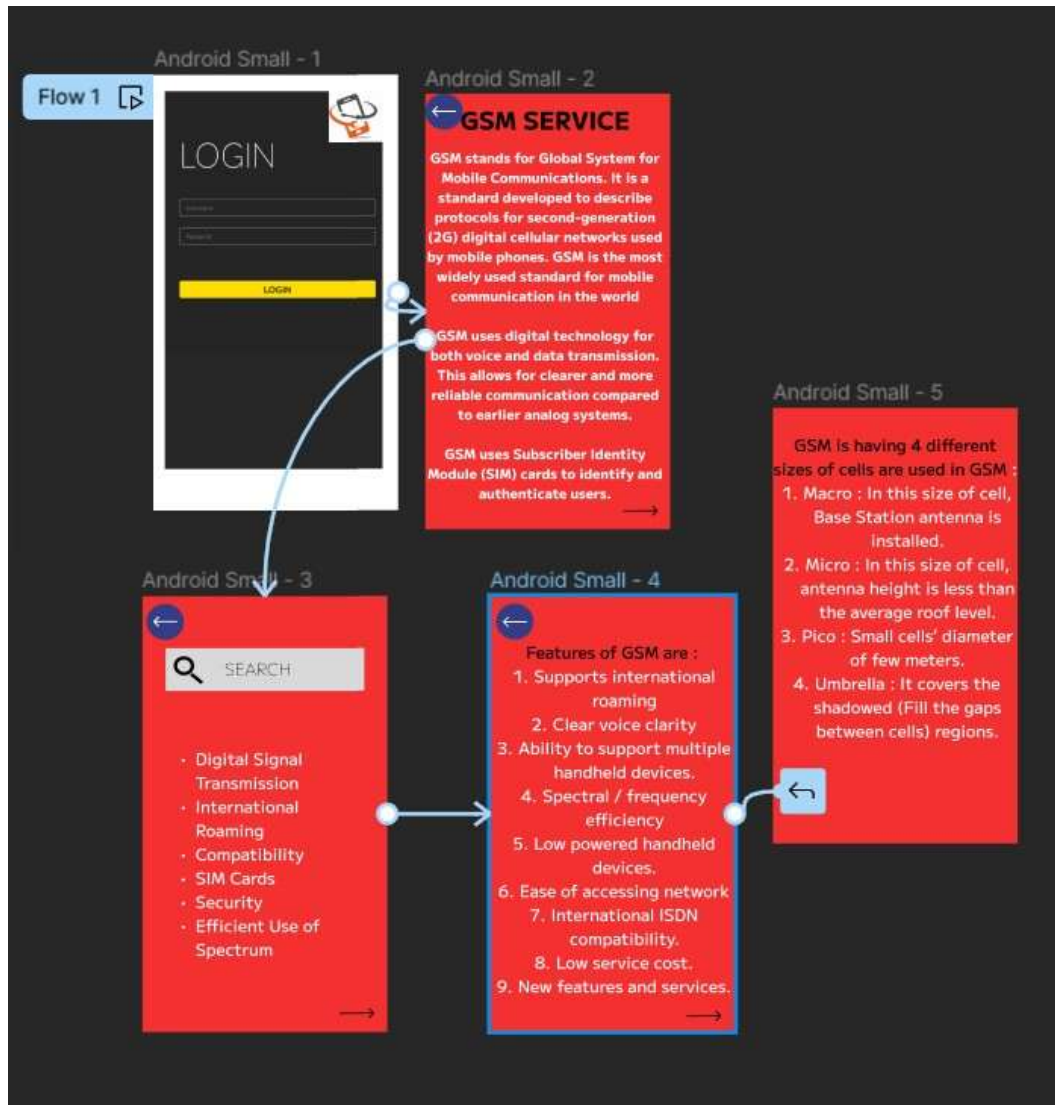 Android Small - 1
Flow 1
LOGIN
Username
Password
LOGIN
Android Small - 2
GSM SERVICE
GSM stands for Global System for
Mobile Communications. It is a
standard developed to describe
protocols for second-generation
(2G) digital cellular networks used
by mobile phones. GSM is the most
widely used standard for mobile
communication in the world
GSM uses digital technology for
both voice and data transmission.
This allows for clearer and more
reliable communication compared
to earlier analog systems.
GSM uses Subscriber Identity
Module (SIM) cards to identify and
authenticate users.
Android Small - 3
SEARCH
· Digital Signal
Transmission
· International
Roaming
· Compatibility
· SIM Cards
· Security
· Efficient Use of
Spectrum
Android Small - 4
Features of GSM are :
1. Supports international
roaming
2. Clear voice clarity
3. Ability to support multiple
handheld devices.
4. Spectral / frequency
efficiency
5. Low powered handheld
devices.
6. Ease of accessing network
7. International ISDN
compatibility.
8. Low service cost.
9. New features and services.
Android Small - 5
GSM is having 4 different
sizes of cells are used in GSM :
1. Macro : In this size of cell,
Base Station antenna is
installed.
2. Micro : In this size of cell,
antenna height is less than
the average roof level.
3. Pico : Small cells' diameter
of few meters.
4. Umbrella : It covers the
shadowed (Fill the gaps
between cells) regions.